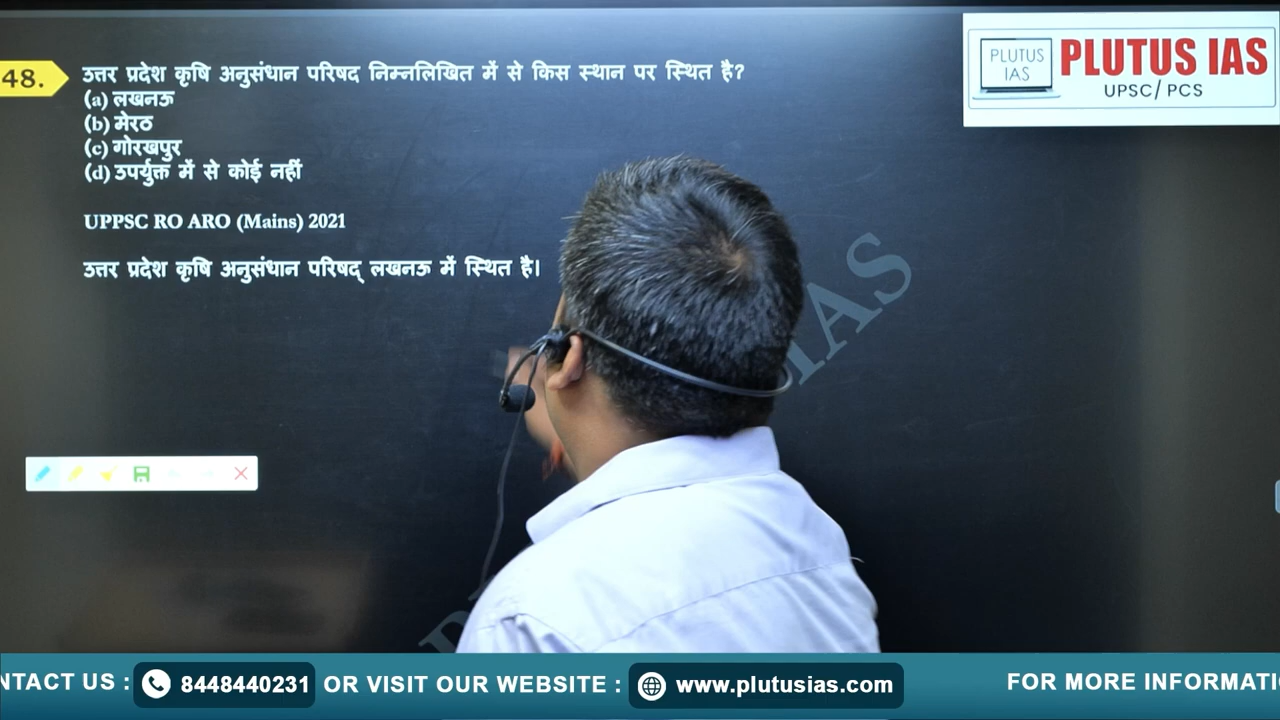 48.
उत्तर प्रदेश कृषि अनुसंधान परिषद निम्नलिखित में से किस स्थान पर स्थित है?
(a) लखनऊ
(b) मेरठ
(c) गोरखपुर
(d) उपर्युक्त में से कोई नहीं
UPPSC RO ARO (Mains) 2021
उत्तर प्रदेश कृषि अनुसंधान परिषद् लखनऊ में स्थित है।
PLUTUS
IAS
PLUTUS IAS
UPSC/ PCS
IAS
NTACT US : 8448440231 OR VISIT OUR WEBSITE : www.plutusias.com FOR MORE INFORMATI